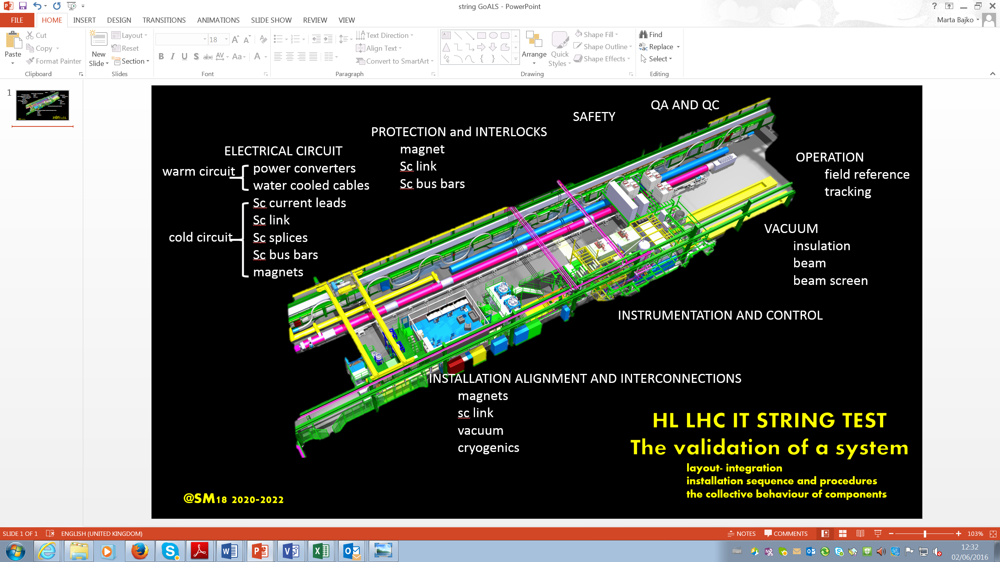 string GoALS - PowerPoint
FILE
HOME
INSERT
DESIGN
TRANSITIONS
ANIMATIONS
SLIDE SHOW
REVIEW
VIEW
Marta Bajko
Paste
Cut
Copy
Format Painter
Clipboard
New
Slide
Layout
Reset
Section
Slides
18
Font
Text Direction
Align Text
Convert to SmartArt
Paragraph
Arrange
Quick
Styles
Shape Fill
Shape Outline
Shape Effects
Drawing
Find
Replace
Select
Editing
1
QA AND QC
SAFETY
PROTECTION and INTERLOCKS
magnet
Sc link
Sc bus bars
ELECTRICAL CIRCUIT
warm circuit
power converters
water cooled cables
cold circuit
Sc current leads
Sc link
Sc splices
Sc bus bars
magnets
OPERATION
field reference
tracking
VACUUM
insulation
beam
beam screen
INSTRUMENTATION AND CONTROL
INSTALLATION ALIGNMENT AND INTERCONNECTIONS
magnets
sc link
vacuum
cryogenics
HL LHC IT STRING TEST
The validation of a system
layout- integration
installation sequence and procedures
the collective behaviour of components
@SM18 2020-2022
SLIDE 1 OF 1
ENGLISH (UNITED KINGDOM)
NOTES
COMMENTS
103%
12:32
02/06/2016